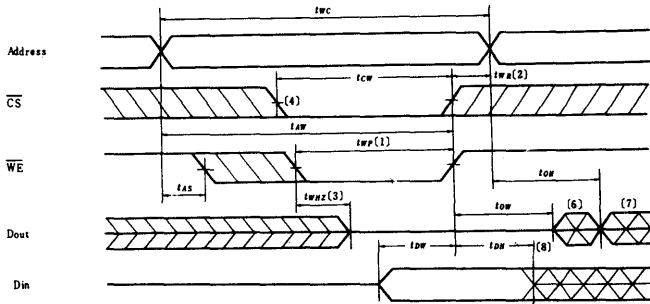 tWC
Address
tCW
tWR(2)
CS
(4)
tAW
tWP(1)
WE
tAS
tOH
tWHZ(3)
tOW
(6)
(7)
Dout
tDW
tDH
(8)
Din